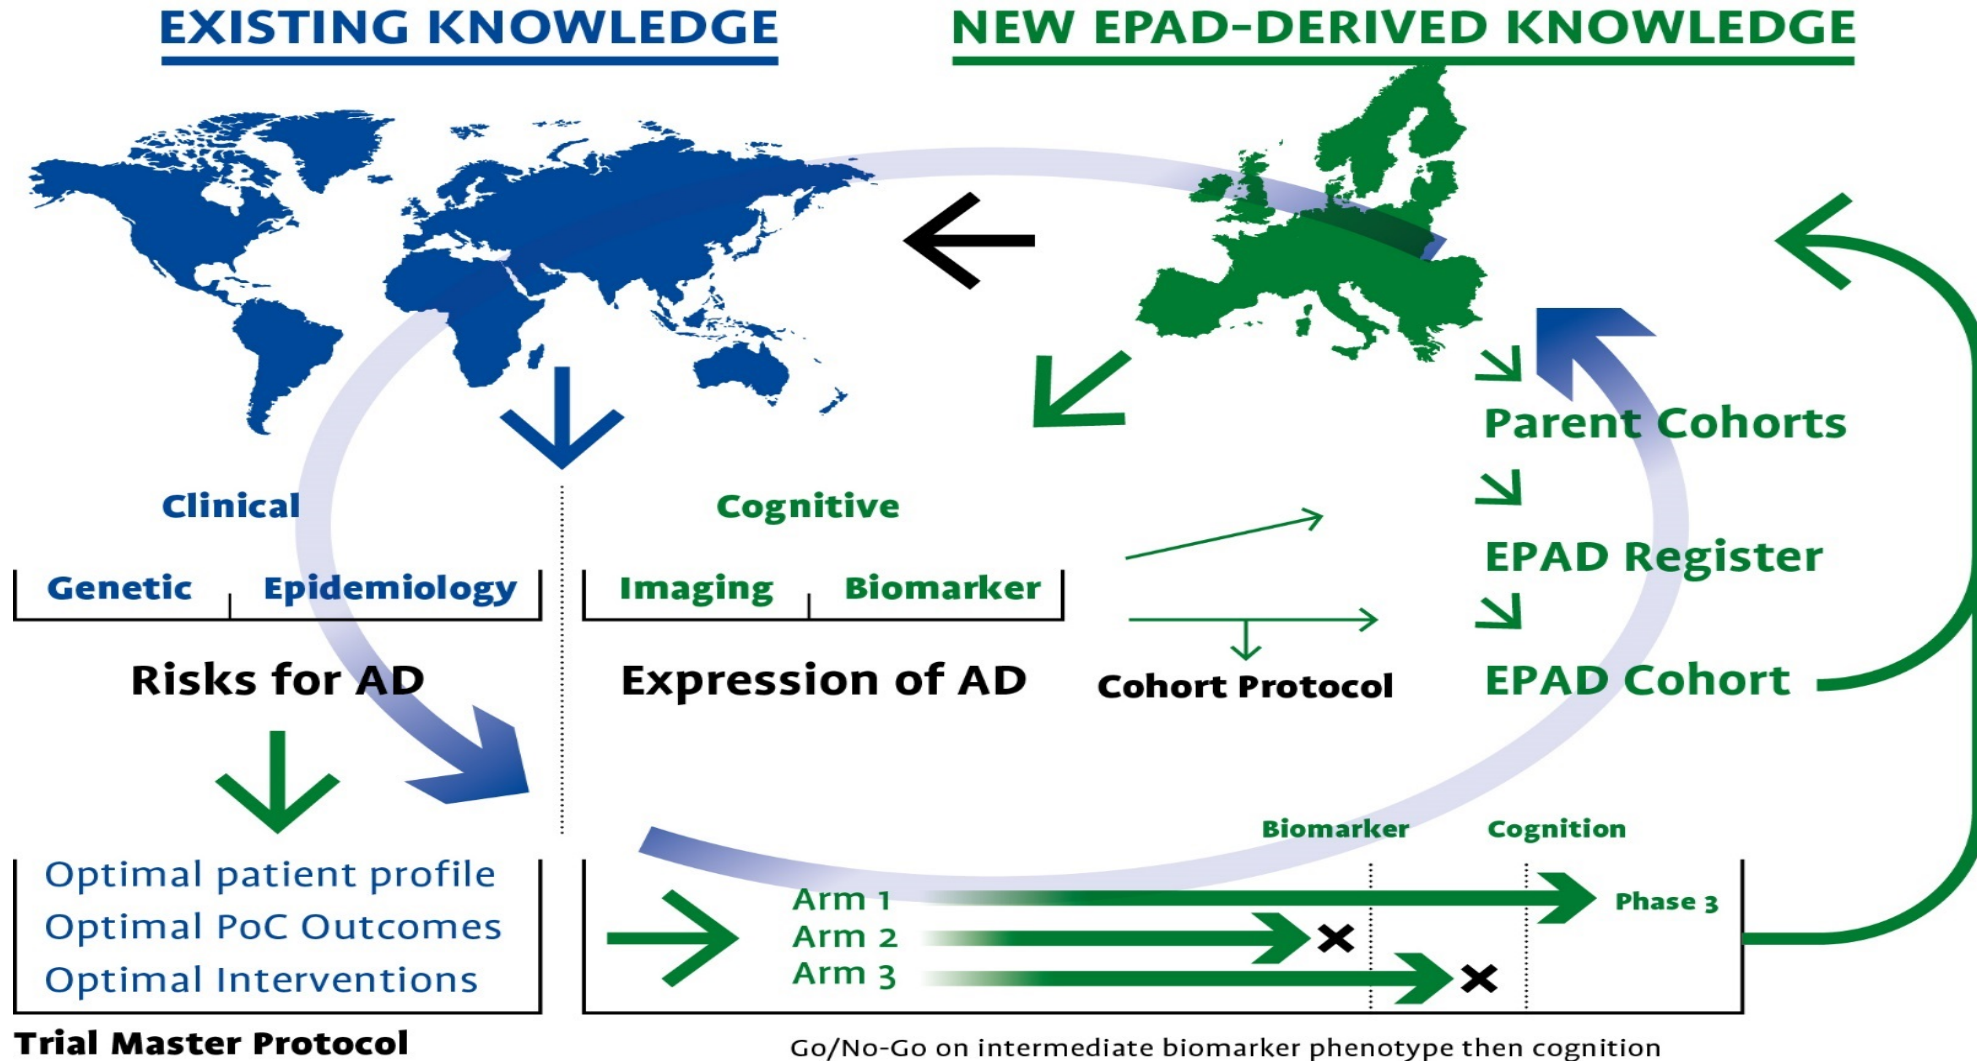 EXISTING KNOWLEDGE
NEW EPAD-DERIVED KNOWLEDGE
Parent Cohorts
Clinical
Cognitive
EPAD Register
Genetic
Epidemiology
Imaging
Biomarker
Risks for AD
Expression of AD
Cohort Protocol
EPAD Cohort
Biomarker
Cognition
Optimal patient profile
Optimal PoC Outcomes
Optimal Interventions
Arm 1
Phase 3
Arm 2
Arm 3
Trial Master Protocol
Go/No-Go on intermediate biomarker phenotype then cognition